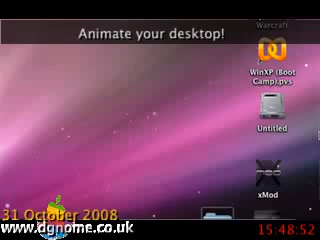 Warcraft
Animate your desktop!
WinXP (Boot
Camp).pvs
Untitled
xMod
31 October 2008
www.dgnome.co.uk
15:48:52